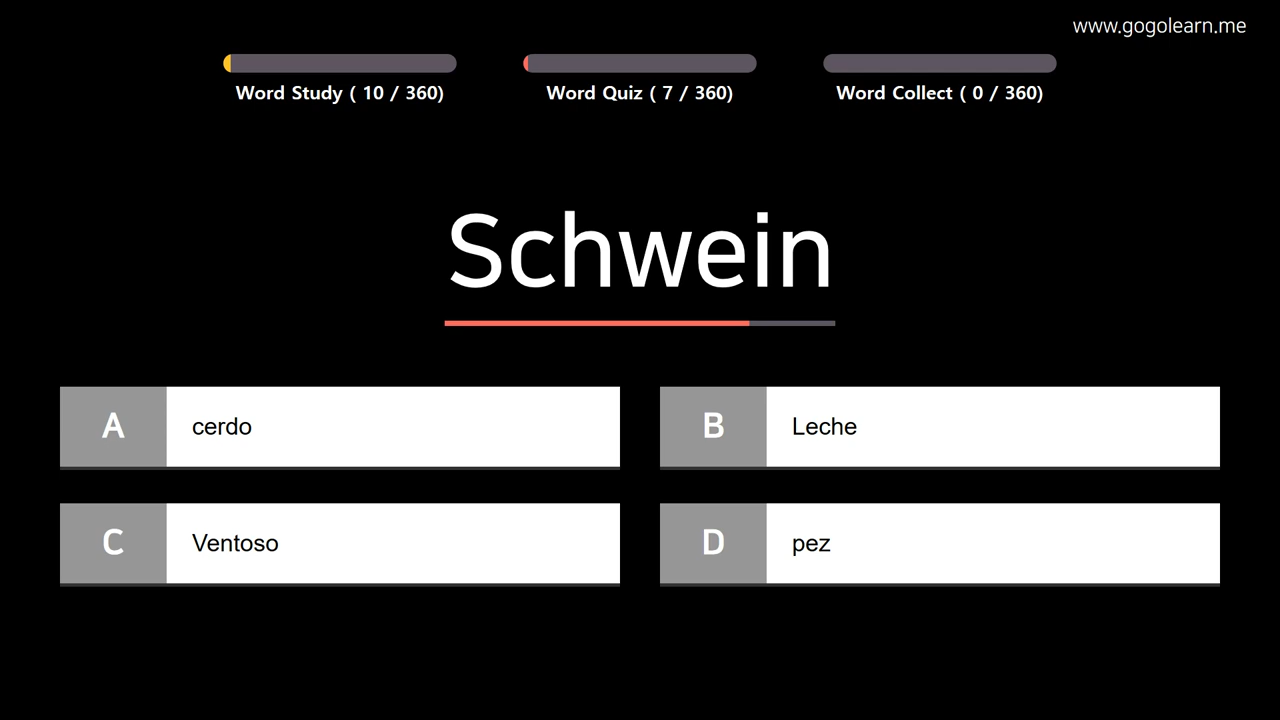 www.gogolearn.me
Word Study ( 10 / 360)
Word Quiz ( 7 / 360)
Word Collect ( 0 / 360)
Schwein
A cerdo
B Leche
C Ventoso
D pez